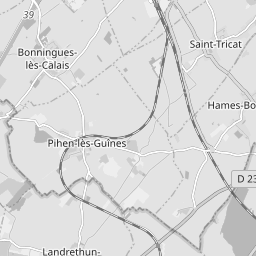 39
Saint-Tricat
Bonningues-
lès-Calais
Hames-Bo
Pihen-lès-Guînes
D 23
Landrethun-